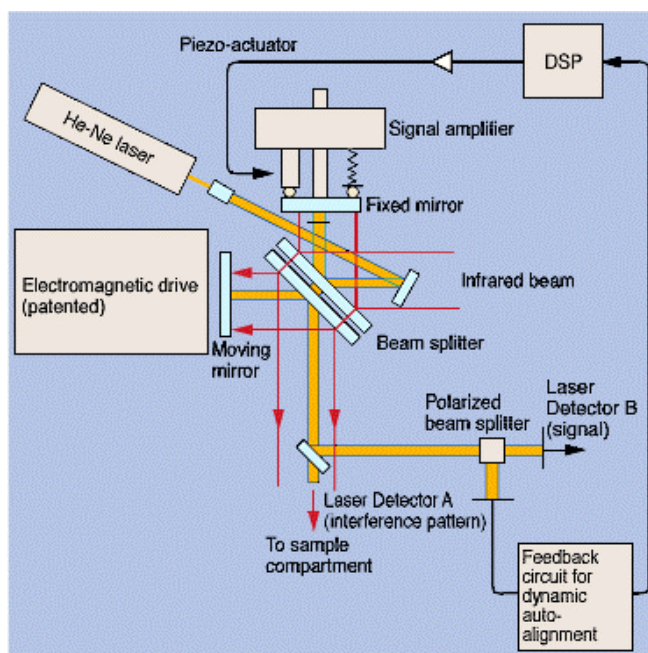 Piezo-actuator
DSP
He-Ne laser
Signal amplifier
Fixed mirror
Electromagnetic drive
(patented)
Infrared beam
Moving
mirror
Beam splitter
Polarized
beam splitter
Laser
Detector B
(signal)
Laser Detector A
(interference pattern)
To sample
compartment
Feedback
circuit for
dynamic
auto-
alignment